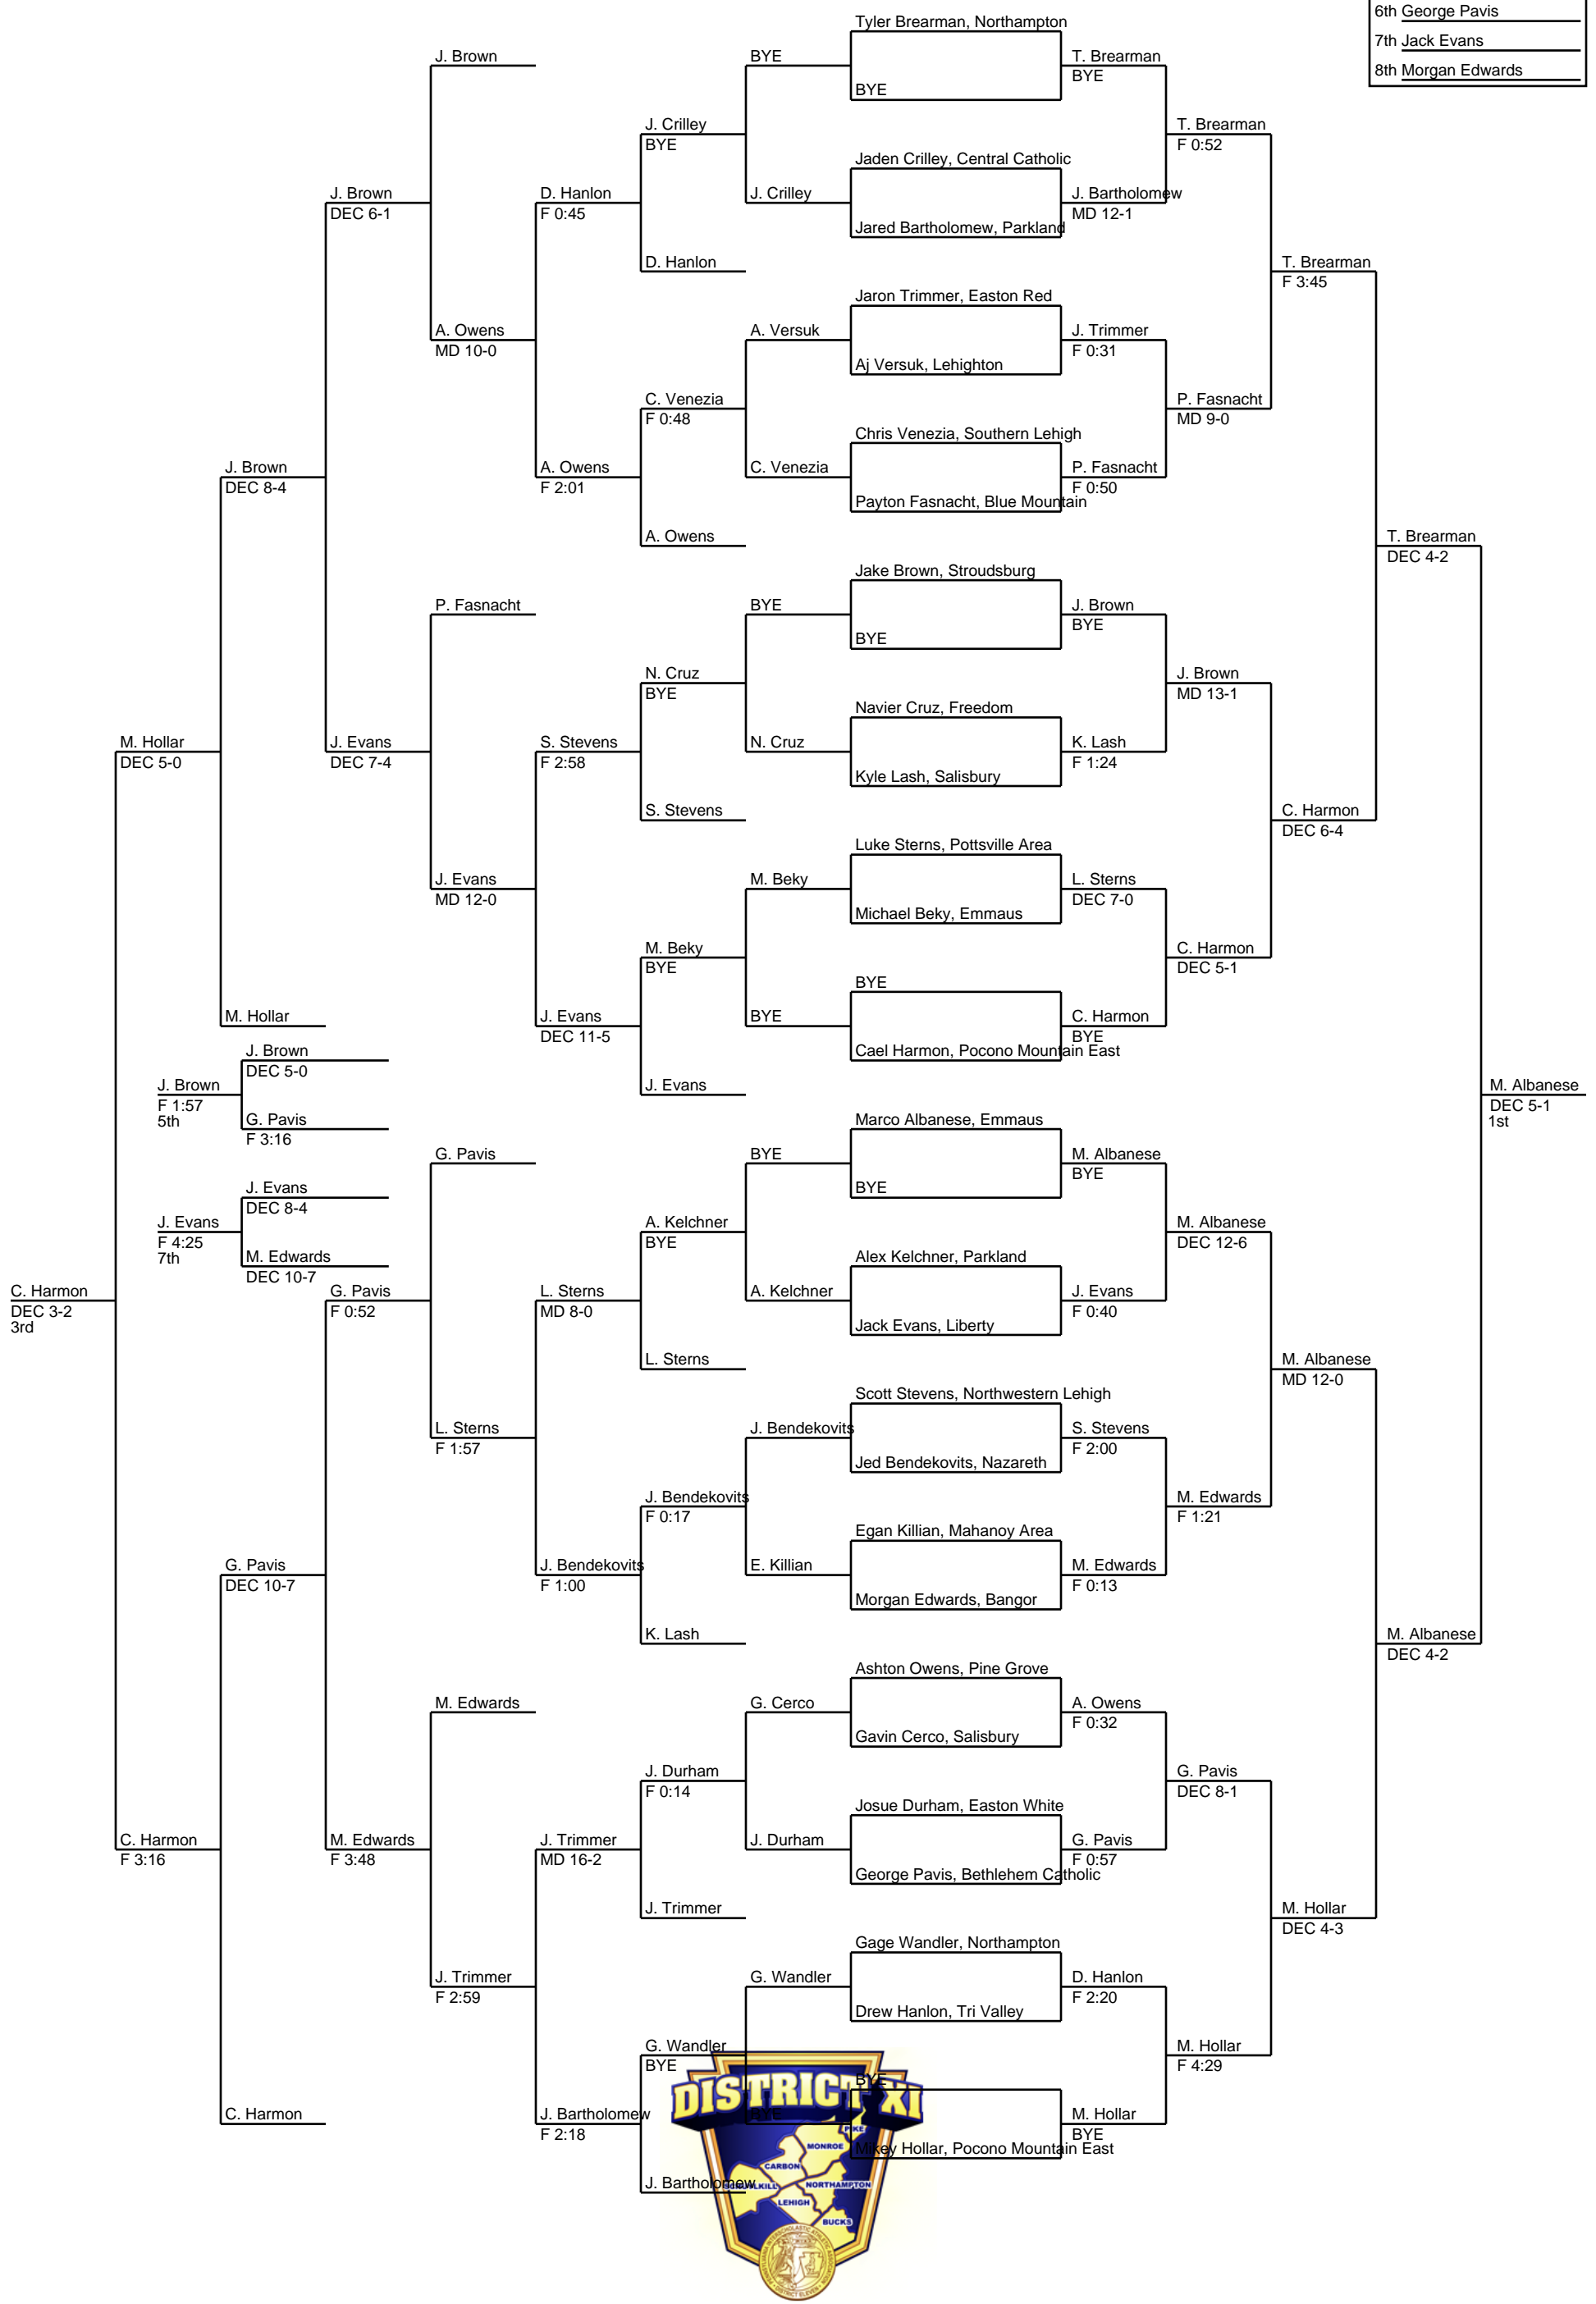 6th George Pavis
7th Jack Evans
8th Morgan Edwards
Tyler Brearman, Northampton
J. Brown
BYE
T. Brearman
BYE
BYE
J. Crilley
BYE
T. Brearman
F 0:52
Jaden Crilley, Central Catholic
J. Brown
DEC 6-1
D. Hanlon
F 0:45
J. Crilley
J. Bartholomew
MD 12-1
Jared Bartholomew, Parkland
D. Hanlon
T. Brearman
F 3:45
Jaron Trimmer, Easton Red
A. Owens
MD 10-0
A. Versuk
J. Trimmer
F 0:31
Aj Versuk, Lehighton
C. Venezia
F 0:48
P. Fasnacht
MD 9-0
Chris Venezia, Southern Lehigh
J. Brown
DEC 8-4
A. Owens
F 2:01
C. Venezia
P. Fasnacht
F 0:50
Payton Fasnacht, Blue Mountain
A. Owens
T. Brearman
DEC 4-2
Jake Brown, Stroudsburg
P. Fasnacht
BYE
J. Brown
BYE
BYE
N. Cruz
BYE
J. Brown
MD 13-1
Navier Cruz, Freedom
M. Hollar
DEC 5-0
J. Evans
DEC 7-4
S. Stevens
F 2:58
N. Cruz
K. Lash
F 1:24
Kyle Lash, Salisbury
S. Stevens
C. Harmon
DEC 6-4
Luke Sterns, Pottsville Area
J. Evans
MD 12-0
M. Beky
L. Sterns
DEC 7-0
Michael Beky, Emmaus
M. Beky
BYE
C. Harmon
DEC 5-1
BYE
M. Hollar
J. Evans
DEC 11-5
BYE
C. Harmon
BYE
Cael Harmon, Pocono Mountain East
J. Brown
DEC 5-0
J. Brown
F 1:57
5th
J. Evans
M. Albanese
DEC 5-1
1st
G. Pavis
F 3:16
Marco Albanese, Emmaus
G. Pavis
BYE
M. Albanese
BYE
BYE
J. Evans
DEC 8-4
J. Evans
F 4:25
7th
A. Kelchner
BYE
M. Albanese
DEC 12-6
M. Edwards
DEC 10-7
Alex Kelchner, Parkland
C. Harmon
DEC 3-2
3rd
G. Pavis
F 0:52
L. Sterns
MD 8-0
A. Kelchner
J. Evans
F 0:40
Jack Evans, Liberty
L. Sterns
M. Albanese
MD 12-0
Scott Stevens, Northwestern Lehigh
L. Sterns
F 1:57
J. Bendekovits
S. Stevens
F 2:00
Jed Bendekovits, Nazareth
J. Bendekovits
F 0:17
M. Edwards
F 1:21
Egan Killian, Mahanoy Area
G. Pavis
DEC 10-7
J. Bendekovits
F 1:00
E. Killian
M. Edwards
F 0:13
Morgan Edwards, Bangor
K. Lash
M. Albanese
DEC 4-2
Ashton Owens, Pine Grove
M. Edwards
G. Cerco
A. Owens
F 0:32
Gavin Cerco, Salisbury
J. Durham
F 0:14
G. Pavis
DEC 8-1
Josue Durham, Easton White
C. Harmon
F 3:16
M. Edwards
F 3:48
J. Trimmer
MD 16-2
J. Durham
G. Pavis
F 0:57
George Pavis, Bethlehem Catholic
J. Trimmer
M. Hollar
DEC 4-3
Gage Wandler, Northampton
J. Trimmer
F 2:59
G. Wandler
D. Hanlon
F 2:20
Drew Hanlon, Tri Valley
G. Wandler
BYE
M. Hollar
F 4:29
BYE
DISTRICT XI
C. Harmon
J. Bartholomew
F 2:18
BYE
M. Hollar
BYE
PIKE
Mikey Hollar, Pocono Mountain East
MONROE
CARBON
J. Bartholomew
SCHUYLKILL
NORTHAMPTON
LEHIGH
BUCKS